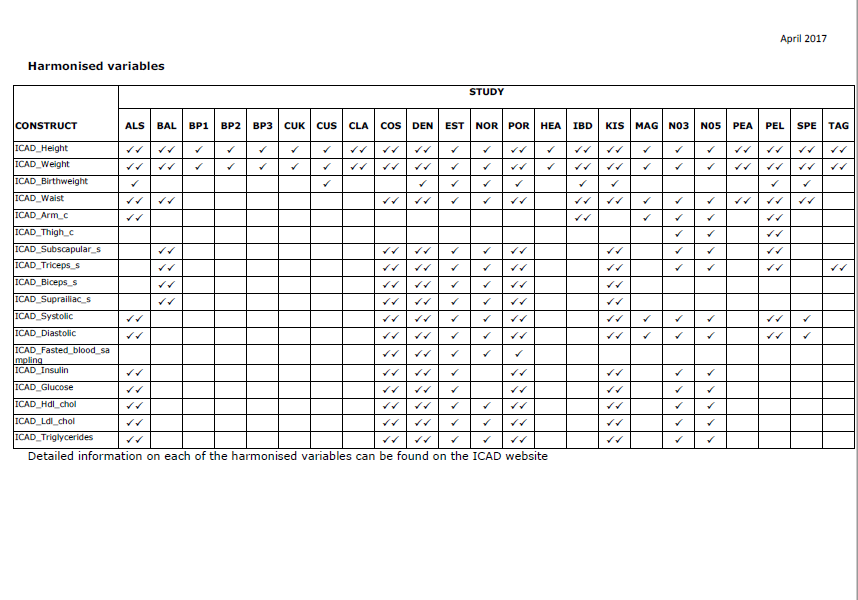 April 2017
Harmonised variables
STUDY
CONSTRUCT ALS BAL BP1 BP2 BP3 CUK CUS CLA COS DEN EST NOR POR HEA IBD KIS MAG N03 N05 PEA PEL SPE TAG
ICAD_Height ✓✓ ✓✓ ✓ ✓ ✓ ✓ ✓ ✓✓ ✓✓ ✓✓ ✓ ✓ ✓✓ ✓ ✓✓ ✓✓ ✓ ✓ ✓ ✓✓ ✓✓ ✓✓ ✓✓
ICAD_Weight ✓✓ ✓✓ ✓ ✓ ✓ ✓ ✓ ✓✓ ✓✓ ✓✓ ✓ ✓ ✓✓ ✓ ✓✓ ✓✓ ✓ ✓ ✓ ✓✓ ✓✓ ✓✓ ✓✓
ICAD_Birthweight ✓ ✓ ✓ ✓ ✓ ✓ ✓ ✓ ✓ ✓
ICAD_Waist ✓✓ ✓✓ ✓✓ ✓✓ ✓ ✓ ✓✓ ✓✓ ✓✓ ✓ ✓ ✓ ✓✓ ✓✓ ✓✓
ICAD_Arm_c ✓✓ ✓✓ ✓ ✓ ✓ ✓✓
ICAD_Thigh_c ✓ ✓ ✓✓
ICAD_Subscapular_s ✓✓ ✓✓ ✓✓ ✓ ✓ ✓✓ ✓✓ ✓ ✓ ✓✓
ICAD_Triceps_s ✓✓ ✓✓ ✓✓ ✓ ✓ ✓✓ ✓✓ ✓ ✓ ✓✓ ✓✓
ICAD_Biceps_s ✓✓ ✓✓ ✓✓ ✓ ✓ ✓✓ ✓✓
ICAD_Suprailiac_s ✓✓ ✓✓ ✓✓ ✓ ✓ ✓✓ ✓✓
ICAD_Systolic ✓✓ ✓✓ ✓✓ ✓ ✓ ✓✓ ✓✓ ✓ ✓ ✓ ✓✓ ✓
ICAD_Diastolic ✓✓ ✓✓ ✓✓ ✓ ✓ ✓✓ ✓✓ ✓ ✓ ✓ ✓✓ ✓
ICAD_Fasted_blood_sa
mpling ✓✓ ✓✓ ✓ ✓ ✓
ICAD_Insulin ✓✓ ✓✓ ✓✓ ✓ ✓✓ ✓✓ ✓ ✓
ICAD_Glucose ✓✓ ✓✓ ✓✓ ✓ ✓✓ ✓✓ ✓ ✓
ICAD_Hdl_chol ✓✓ ✓✓ ✓✓ ✓ ✓ ✓✓ ✓✓ ✓ ✓
ICAD_Ldl_chol ✓✓ ✓✓ ✓✓ ✓ ✓ ✓✓ ✓✓ ✓ ✓
ICAD_Triglycerides ✓✓ ✓✓ ✓✓ ✓ ✓ ✓✓ ✓✓ ✓ ✓
Detailed information on each of the harmonised variables can be found on the ICAD website